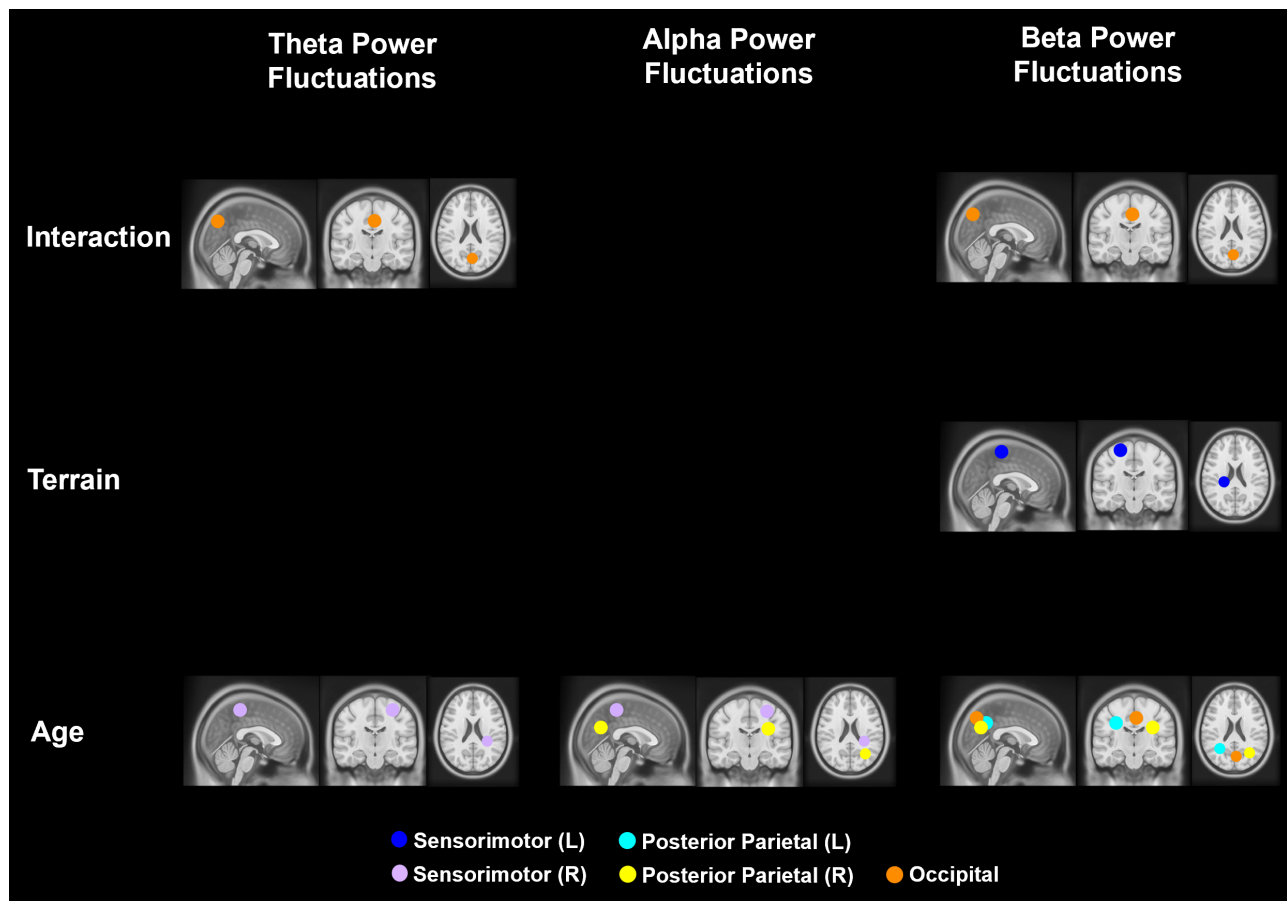 Theta Power
Fluctuations
Alpha Power
Fluctuations
Beta Power
Fluctuations
Interaction
Terrain
Age
Sensorimotor (L)
Posterior Parietal (L)
Sensorimotor (R)
Posterior Parietal (R)
Occipital